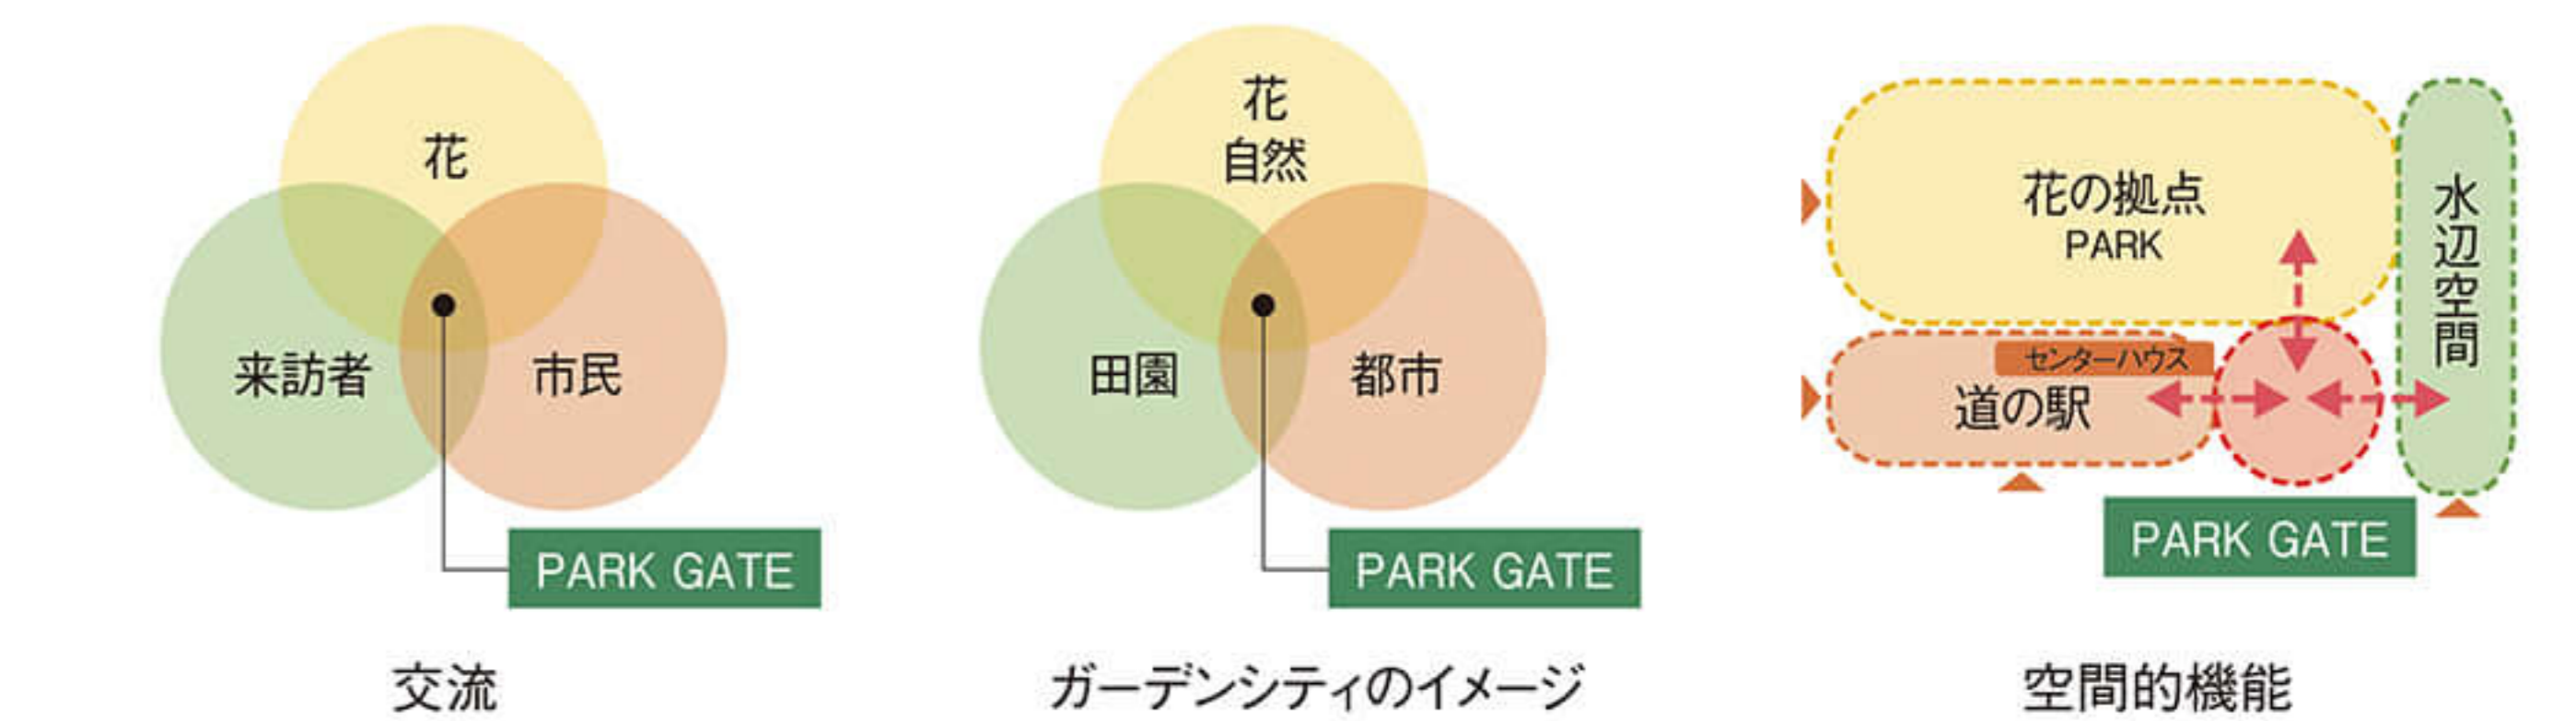 花
来訪者
市民
PARK GATE
交流
花
自然
田園
都市
PARK GATE
ガーデンシティのイメージ
花の拠点
PARK
水辺空間
センターハウス
道の駅
PARK GATE
空間的機能